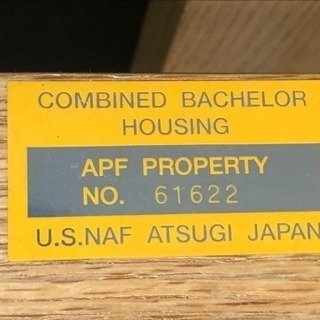 COMBINED BACHELOR
HOUSING
APF PROPERTY
NO. 61622
U.S.NAF ATSUGI JAPAN